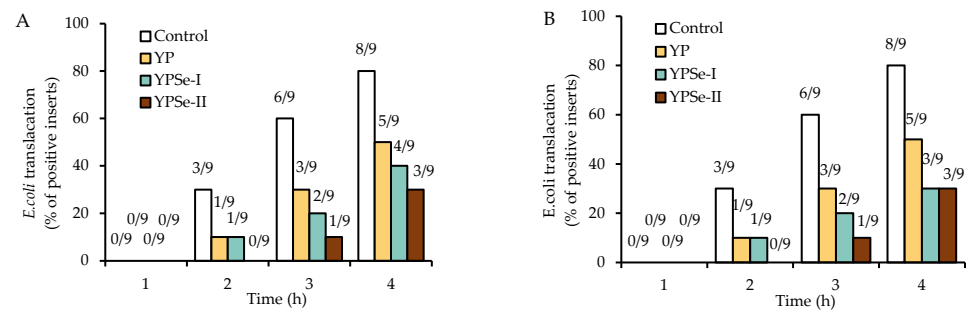 A
100
80
60
40
20
0
E.coli translacation
(% of positive inserts)
Control
YP
YPSe-I
YPSe-II
0/9 0/9 0/9 0/9
3/9 1/9 1/9 0/9
6/9 3/9 2/9 1/9
8/9 5/9 4/9 3/9
1 2 3 4
Time (h)
B
100
80
60
40
20
0
E.coli translacation
(% of positive inserts)
Control
YP
YPSe-I
YPSe-II
0/9 0/9 0/9 0/9
3/9 1/9 1/9 0/9
6/9 3/9 2/9 1/9
8/9 5/9 3/9 3/9
1 2 3 4
Time (h)